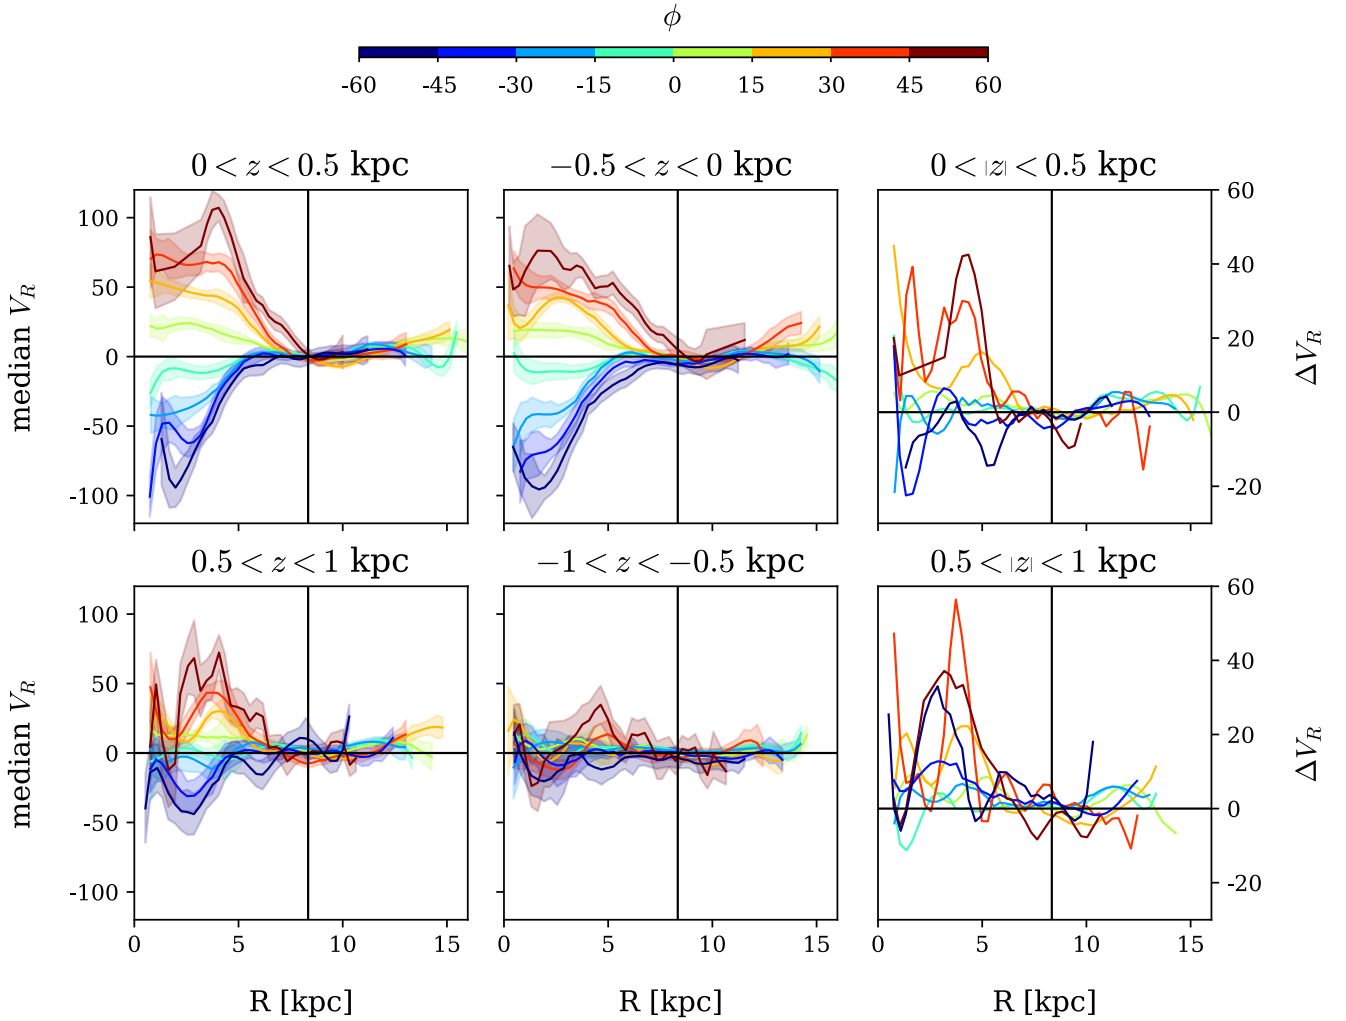 ϕ
-60 -45 -30 -15 0 15 30 45 60
0 < z < 0.5 kpc
−0.5 < z < 0 kpc
0 < |z| < 0.5 kpc
median V_R
100
50
0
-50
-100
60
40
20
0
-20
ΔV_R
0.5 < z < 1 kpc
−1 < z < −0.5 kpc
0.5 < |z| < 1 kpc
median V_R
100
50
0
-50
-100
60
40
20
0
-20
ΔV_R
0 5 10 15
0 5 10 15
0 5 10 15
R [kpc]
R [kpc]
R [kpc]